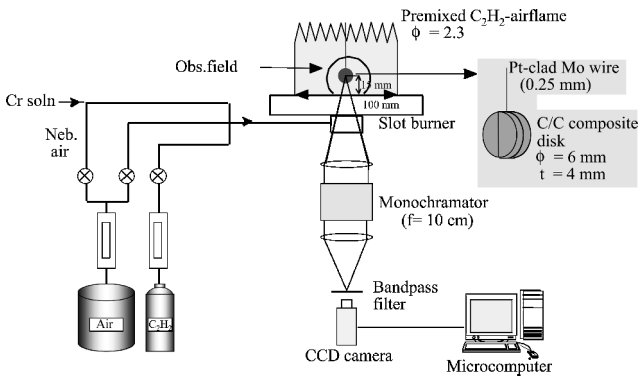 Premixed C₂H₂-airflame
ϕ = 2.3
Obs.field
15 mm
100 mm
Pt-clad Mo wire
(0.25 mm)
C/C composite
disk
ϕ = 6 mm
t = 4 mm
Cr soln
Neb.
air
Slot burner
Monochramator
(f= 10 cm)
Bandpass
filter
Air
C₂H₂
CCD camera
Microcomputer